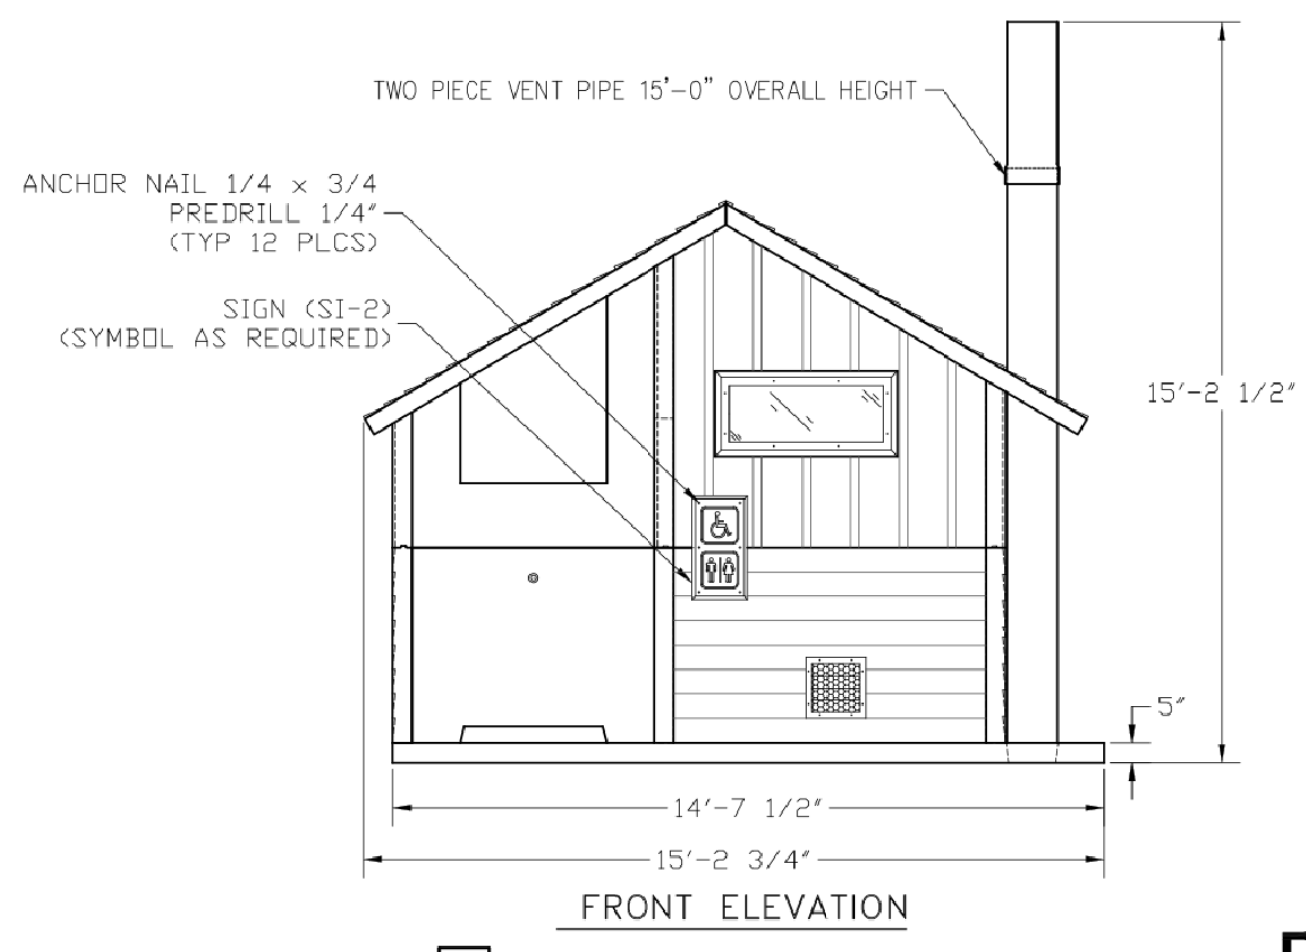 TWO PIECE VENT PIPE 15'-0" OVERALL HEIGHT
ANCHOR NAIL 1/4 x 3/4
PREDRILL 1/4"
(TYP 12 PLCS)
SIGN (SI-2)
(SYMBOL AS REQUIRED)
15'-2 1/2"
5"
14'-7 1/2"
15'-2 3/4"
FRONT ELEVATION